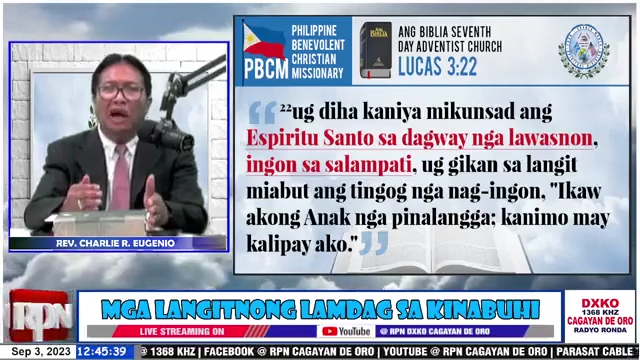 PHILIPPINE
BENEVOLENT
CHRISTIAN
MISSIONARY
PBCM
ANG BIBLIA SEVENTH
DAY ADVENTIST CHURCH
LUCAS 3:22
22ug diha kaniya mikunsad ang
Espiritu Santo sa dagway nga lawasnon,
ingon sa salampati, ug gikan sa langit
miabut ang tingog nga nag-ingon, "Ikaw
akong Anak nga pinalangga; kanimo may
kalipay ako."
REV. CHARLIE R. EUGENIO
RPN
MGA LANGITNONG LAMDAG SA KINABUHI
LIVE STREAMING ON YouTube @ RPN DXKO CAGAYAN DE ORO
DXKO
1368 KHZ
CAGAYAN DE ORO
RADYO RONDA
Sep 3, 2023 12:45:39 @ 1368 KHZ | FACEBOOK @ RPN CAGAYAN DE ORO | YOUTUBE @ RPN CAGAYAN DE ORO | PARASAT CABLE